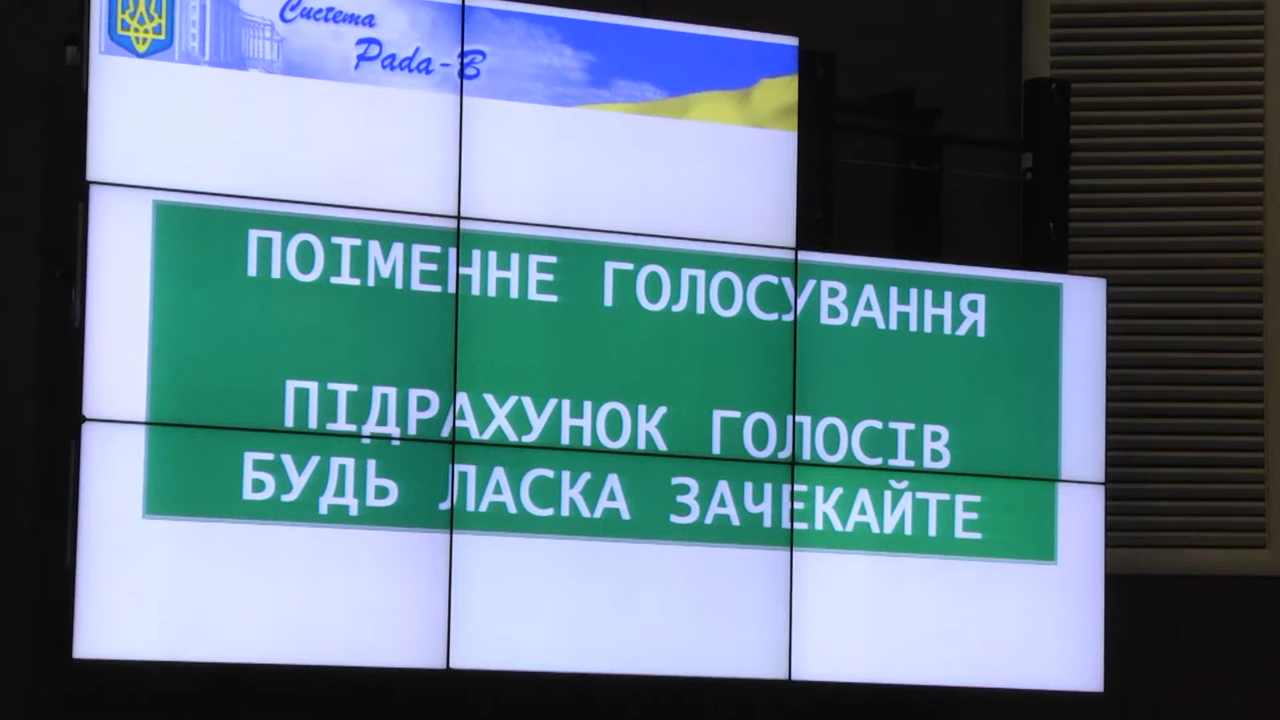 Система
Рада-В
ПОІМЕННЕ ГОЛОСУВАННЯ
ПІДРАХУНОК ГОЛОСІВ
БУДЬ ЛАСКА ЗАЧЕКАЙТЕ